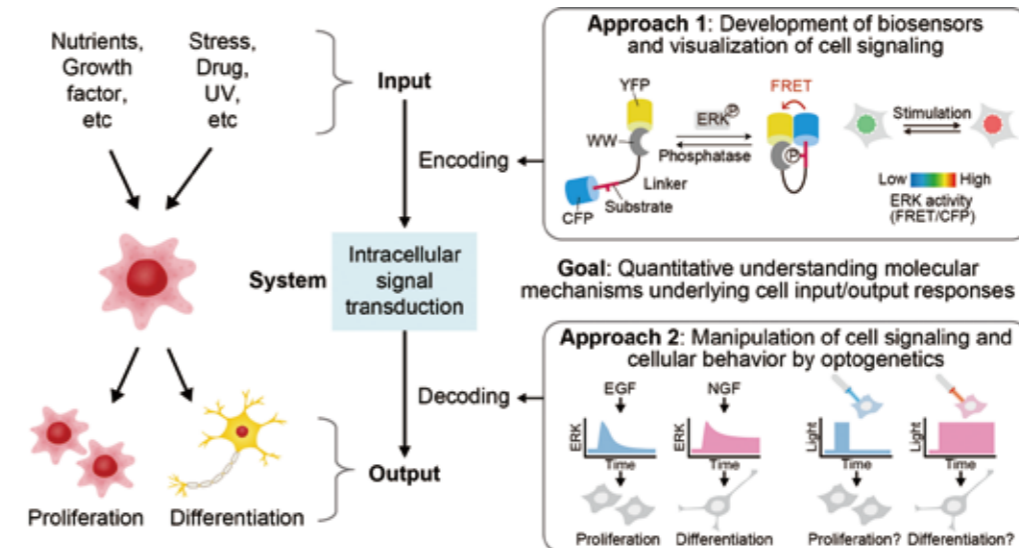 Nutrients,
Growth
factor,
etc
Stress,
Drug,
UV,
etc
Input
Encoding
System
Intracellular
signal
transduction
Decoding
Output
Proliferation
Differentiation
Approach 1: Development of biosensors
and visualization of cell signaling
YFP
WW
CFP
Linker
Substrate
ERK
P
Phosphatase
FRET
P
Stimulation
Low
High
ERK activity
(FRET/CFP)
Goal: Quantitative understanding molecular
mechanisms underlying cell input/output responses
Approach 2: Manipulation of cell signaling and
cellular behavior by optogenetics
EGF
ERK
Time
Proliferation
NGF
ERK
Time
Differentiation
Light
Time
Proliferation?
Light
Time
Differentiation?